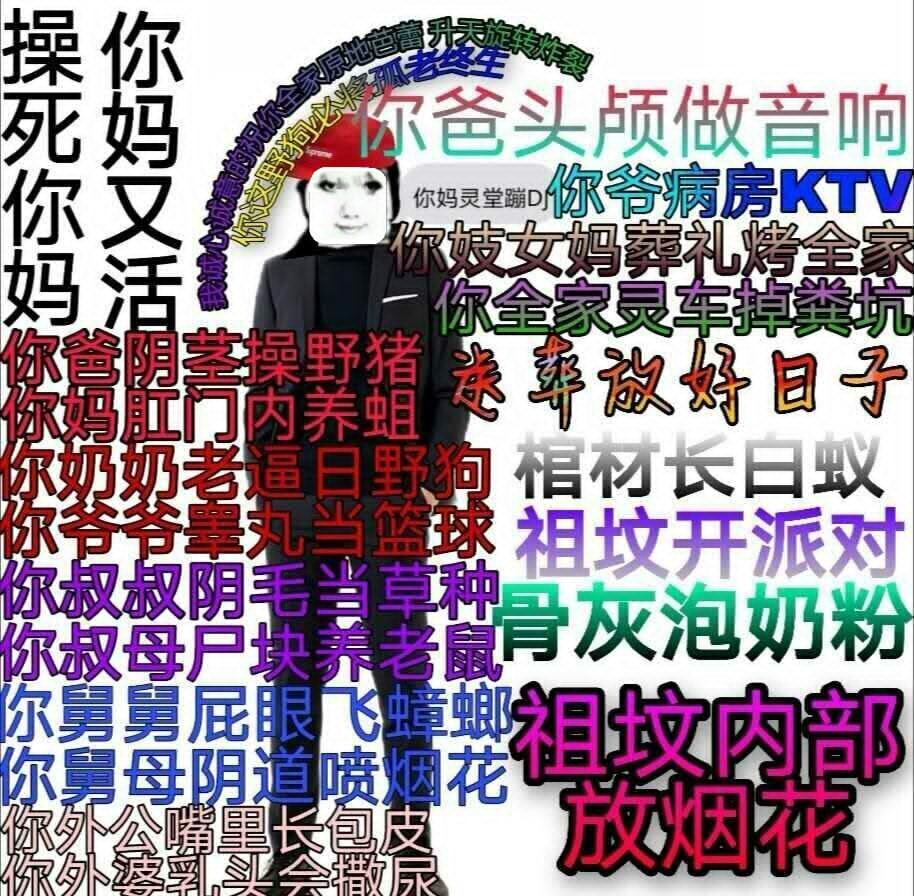 操死你妈
你妈又活
我诚心诚意的祝你全家原地芭蕾 升天旋转炸裂
你这野狗必将孤老终生
Supreme
你爸头颅做音响
你妈灵堂蹦DJ
你爷病房KTV
你妓女妈葬礼烤全家
你全家灵车掉粪坑
送葬放好日子
棺材长白蚁
祖坟开派对
骨灰泡奶粉
祖坟内部
放烟花
你爸阴茎操野猪
你妈肛门内养蛆
你奶奶老逼日野狗
你爷爷睾丸当篮球
你叔叔阴毛当草种
你叔母尸块养老鼠
你舅舅屁眼飞蟑螂
你舅母阴道喷烟花
你外公嘴里长包皮
你外婆乳头会撒尿